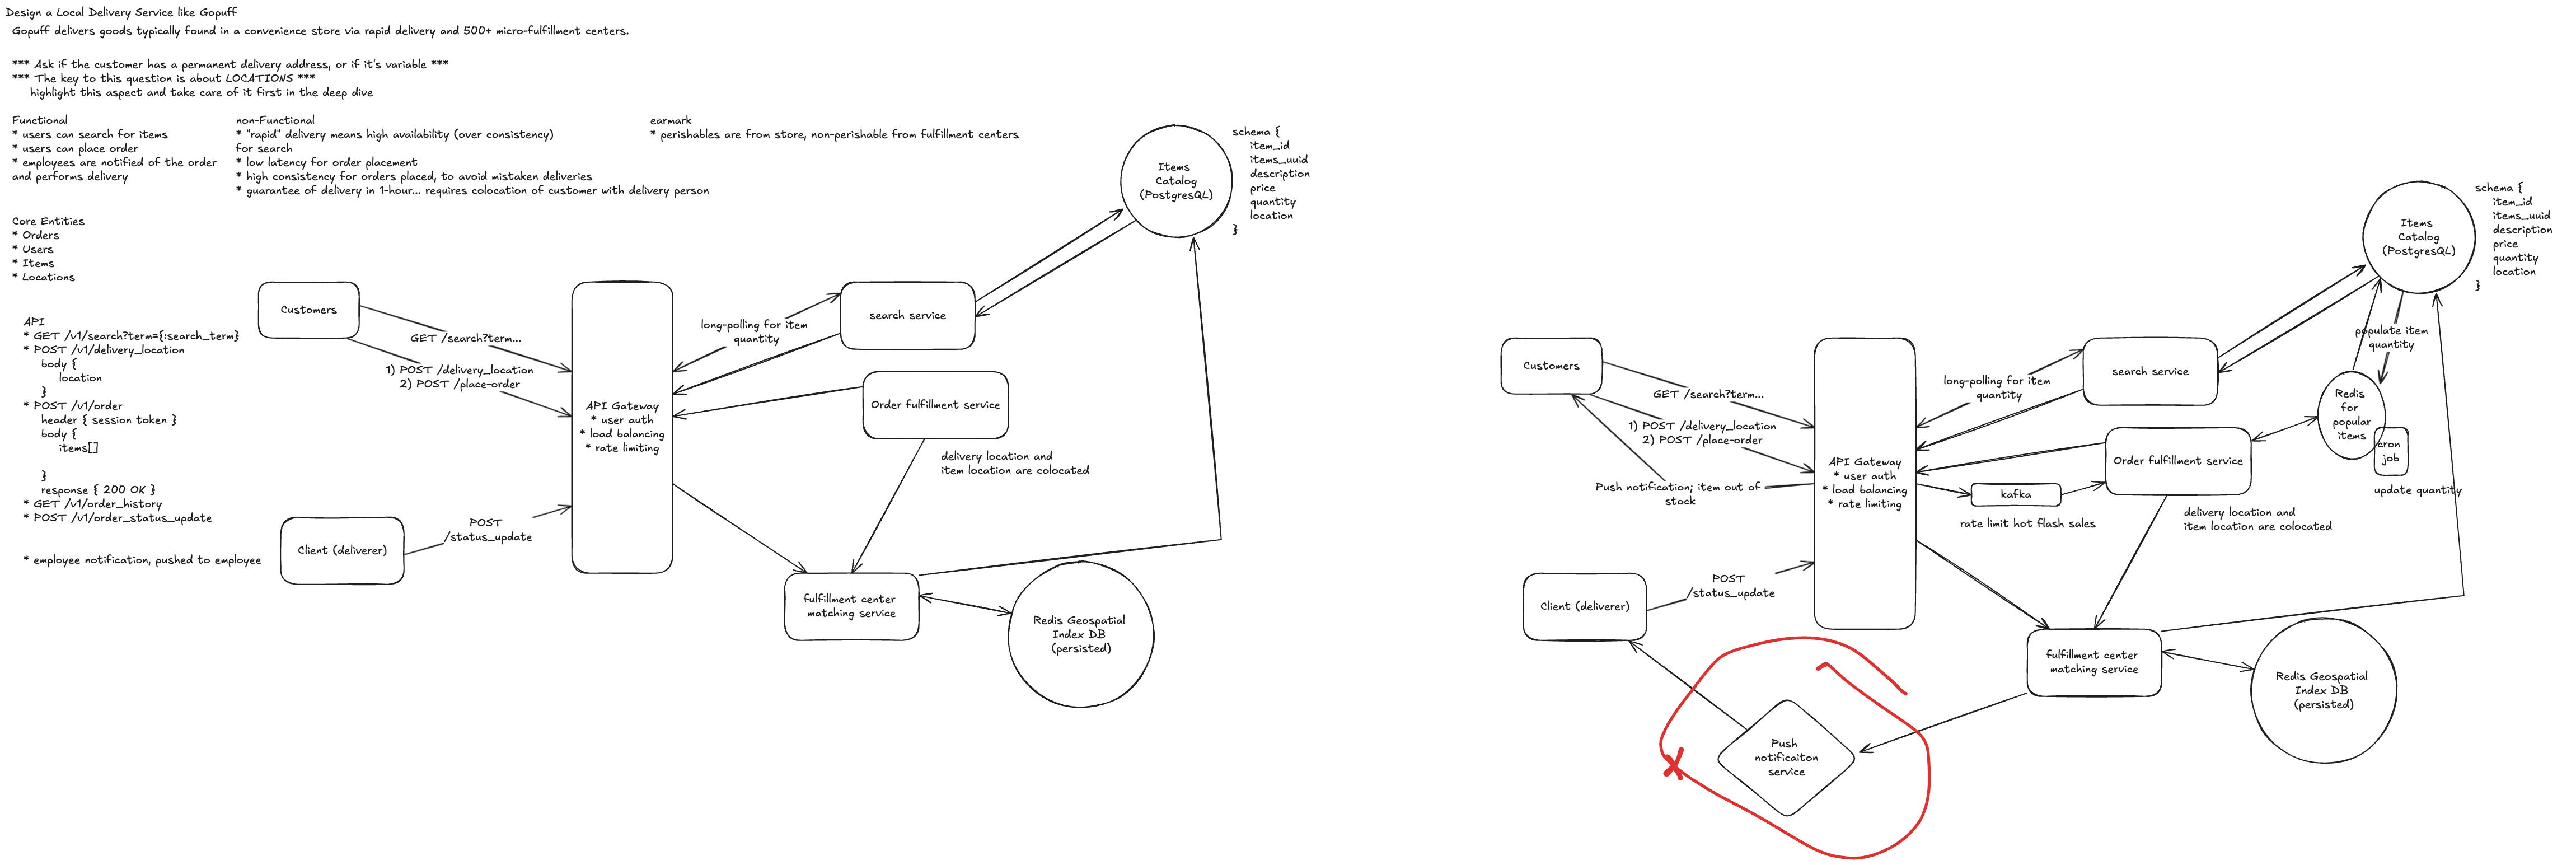 Design a Local Delivery Service like Gopuff
Gopuff delivers goods typically found in a convenience store via rapid delivery and 500+ micro-fulfillment centers.
*** Ask if the customer has a permanent delivery address, or if it's variable ***
*** The key to this question is about LOCATIONS ***
highlight this aspect and take care of it first in the deep dive
Functional
* users can search for items
* users can place order
* employees are notified of the order
and performs delivery
non-Functional
* "rapid" delivery means high availability (over consistency)
for search
* low latency for order placement
* high consistency for orders placed, to avoid mistaken deliveries
* guarantee of delivery in 1-hour... requires colocation of customer with delivery person
earmark
* perishables are from store, non-perishable from fulfillment centers
Core Entities
* Orders
* Users
* Items
* Locations
API
* GET /v1/search?term={:search_term}
* POST /v1/delivery_location
body {
location
}
* POST /v1/order
header { session token }
body {
items[]
}
response { 200 OK }
* GET /v1/order_history
* POST /v1/order_status_update
* employee notification, pushed to employee
Customers
GET /search?term...
1) POST /delivery_location
2) POST /place-order
Client (deliverer)
POST
/status_update
API Gateway
* user auth
* load balancing
* rate limiting
long-polling for item
quantity
search service
Order fulfillment service
delivery location and
item location are colocated
fulfillment center
matching service
Redis Geospatial
Index DB
(persisted)
Items
Catalog
(PostgresQL)
schema {
item_id
items_uuid
description
price
quantity
location
}
Customers
GET /search?term...
1) POST /delivery_location
2) POST /place-order
Push notification; item out of
stock
Client (deliverer)
POST
/status_update
API Gateway
* user auth
* load balancing
* rate limiting
long-polling for item
quantity
search service
Order fulfillment service
kafka
rate limit hot flash sales
delivery location and
item location are colocated
fulfillment center
matching service
Redis Geospatial
Index DB
(persisted)
Push
notificaiton
service
Items
Catalog
(PostgresQL)
schema {
item_id
items_uuid
description
price
quantity
location
}
populate item
quantity
Redis
for
popular
items
cron
job
update quantity